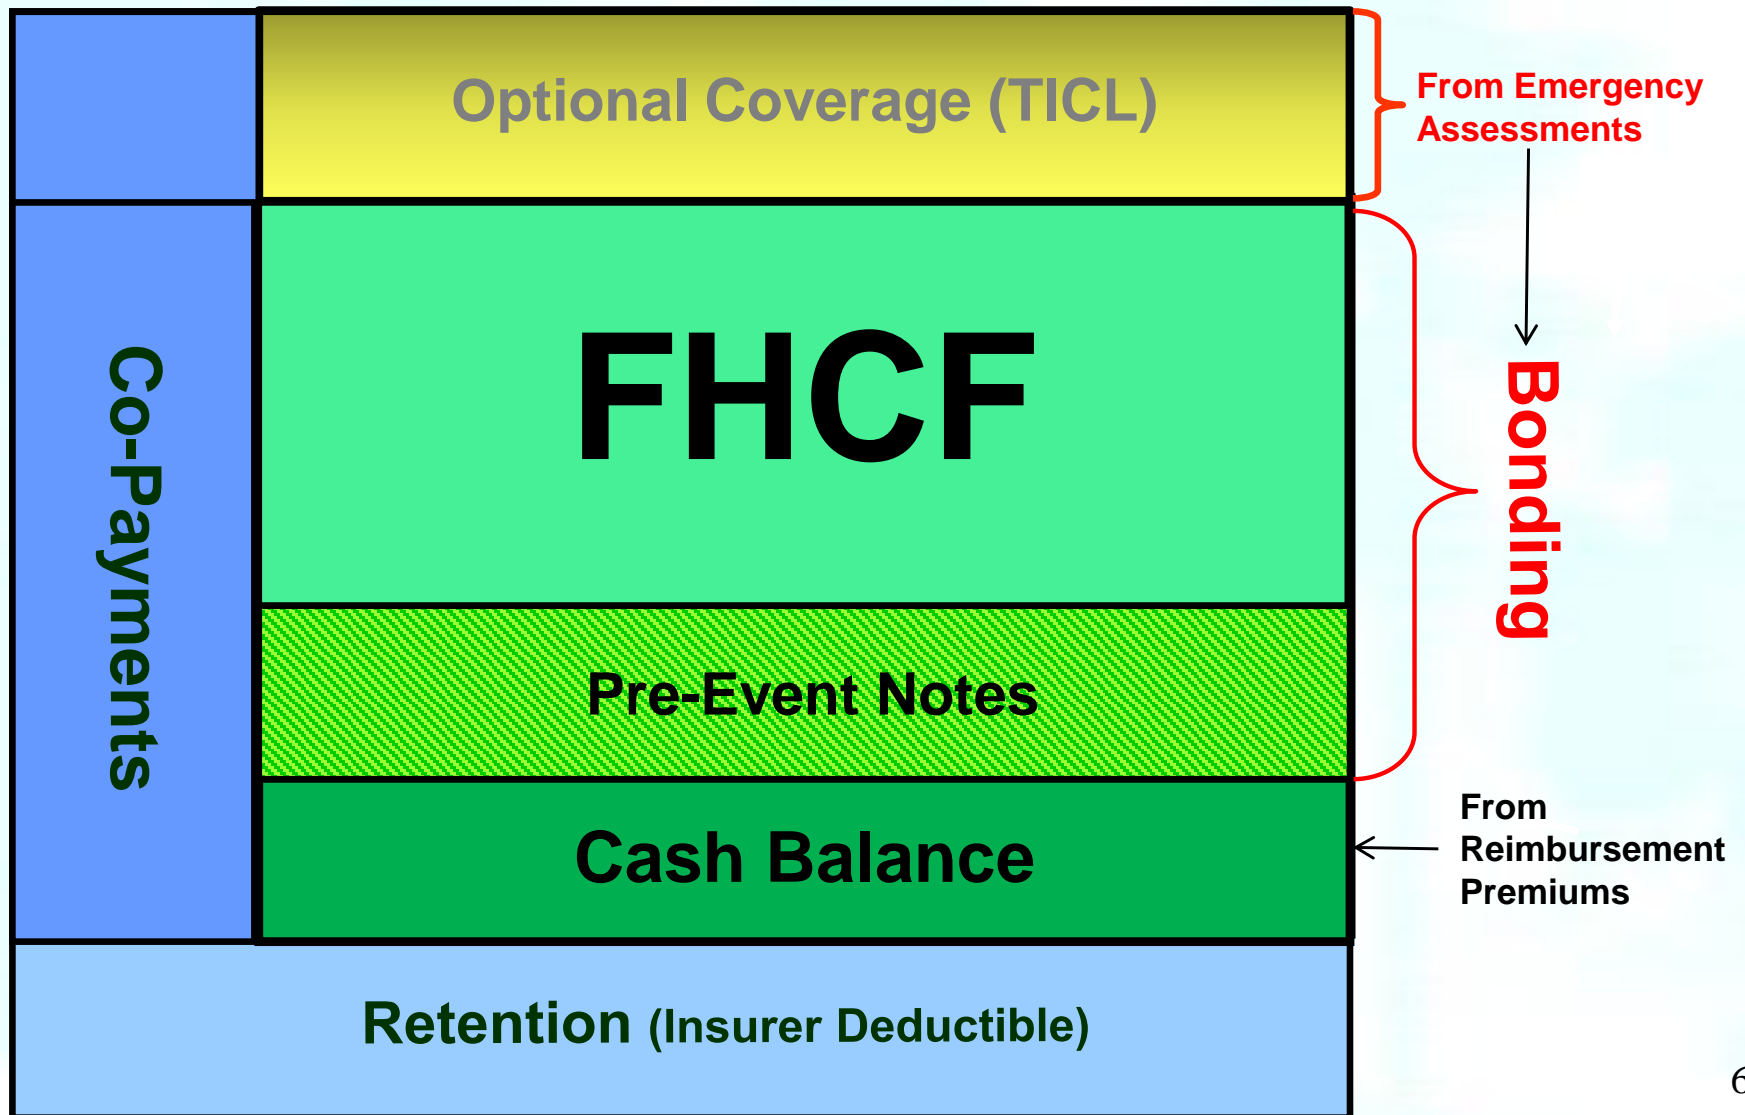 Optional Coverage (TICL)
From Emergency
Assessments
FHCF
Co-Payments
Bonding
Pre-Event Notes
Cash Balance
From
Reimbursement
Premiums
Retention (Insurer Deductible)
6